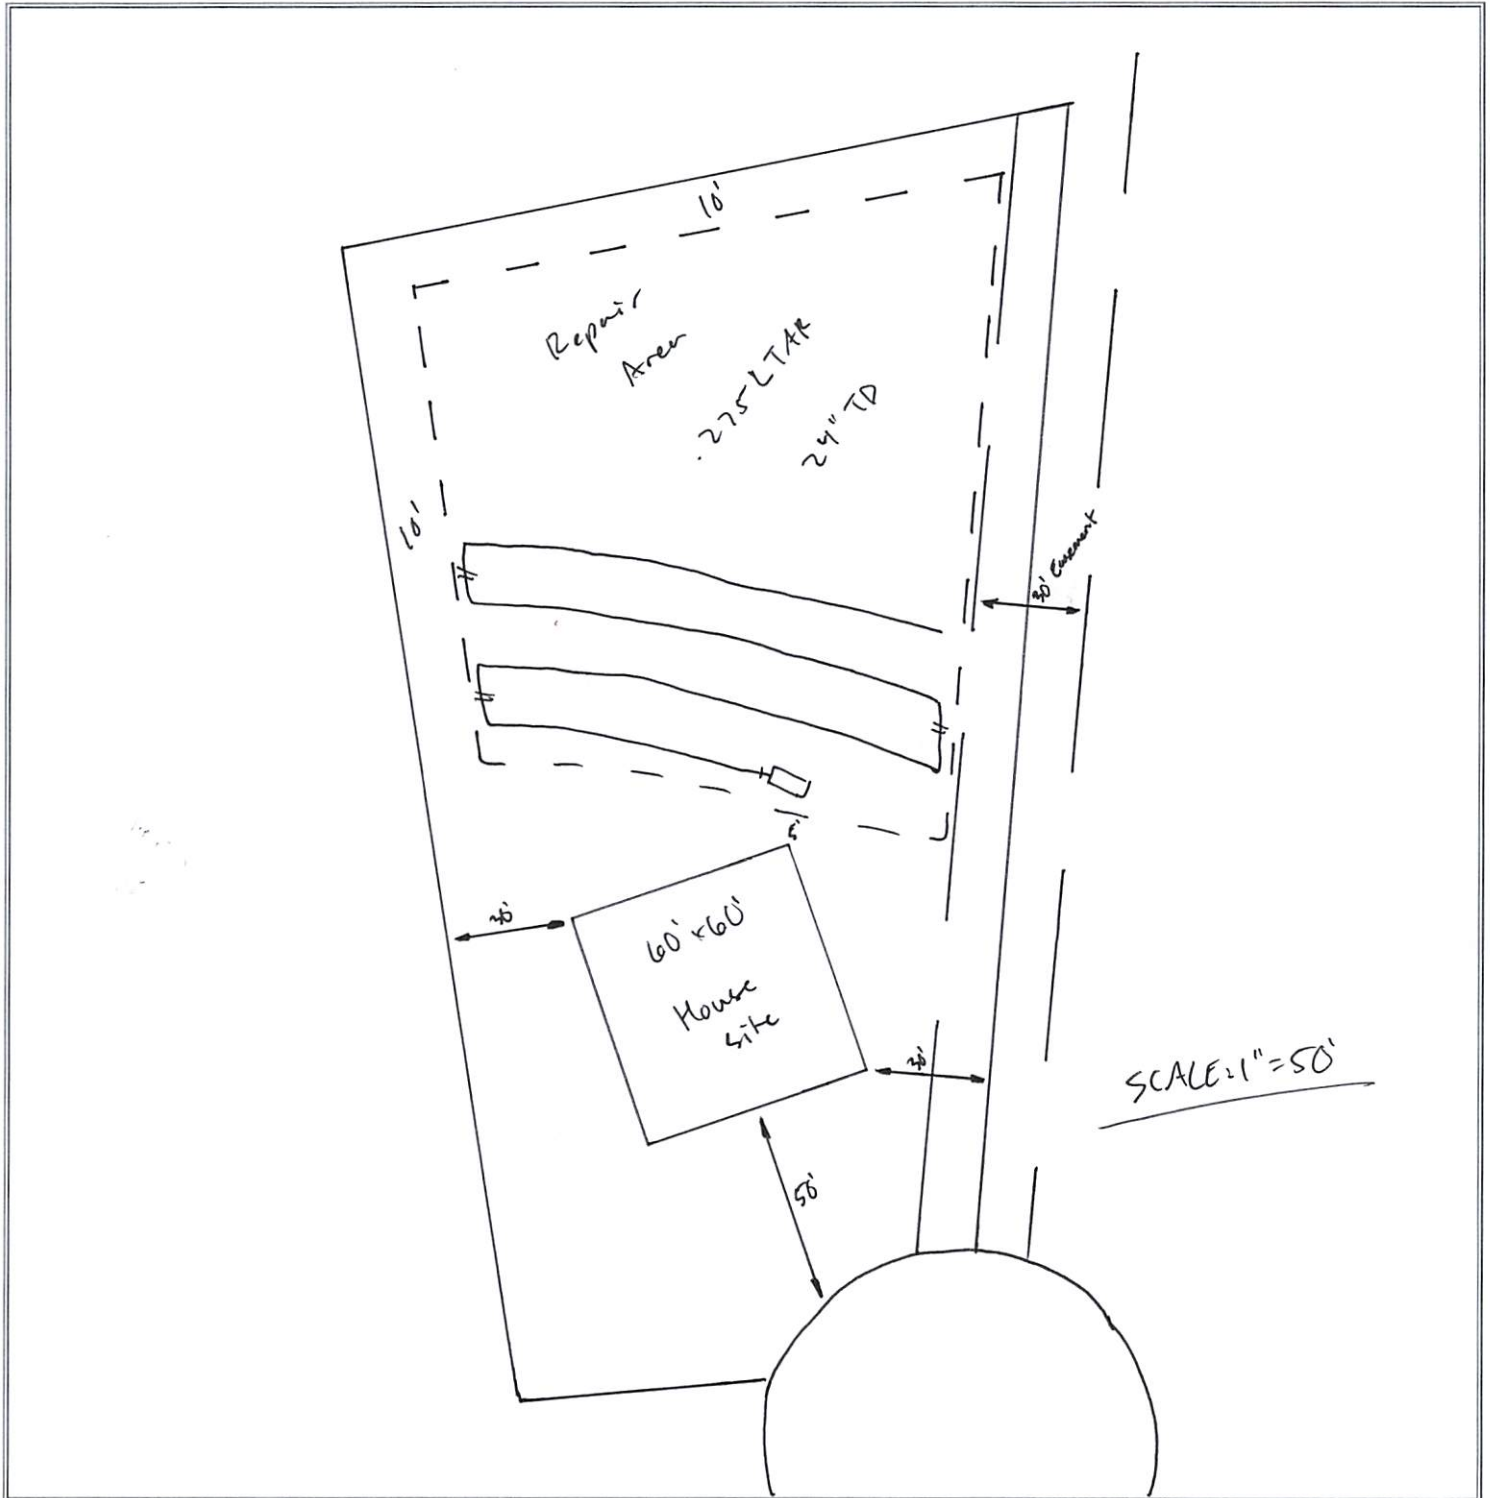 10'
Repair
Area
.275 LTAR
24" TD
10'
30' Easement
5'
30'
60' x 60'
House
site
30'
SCALE: 1" = 50'
50'